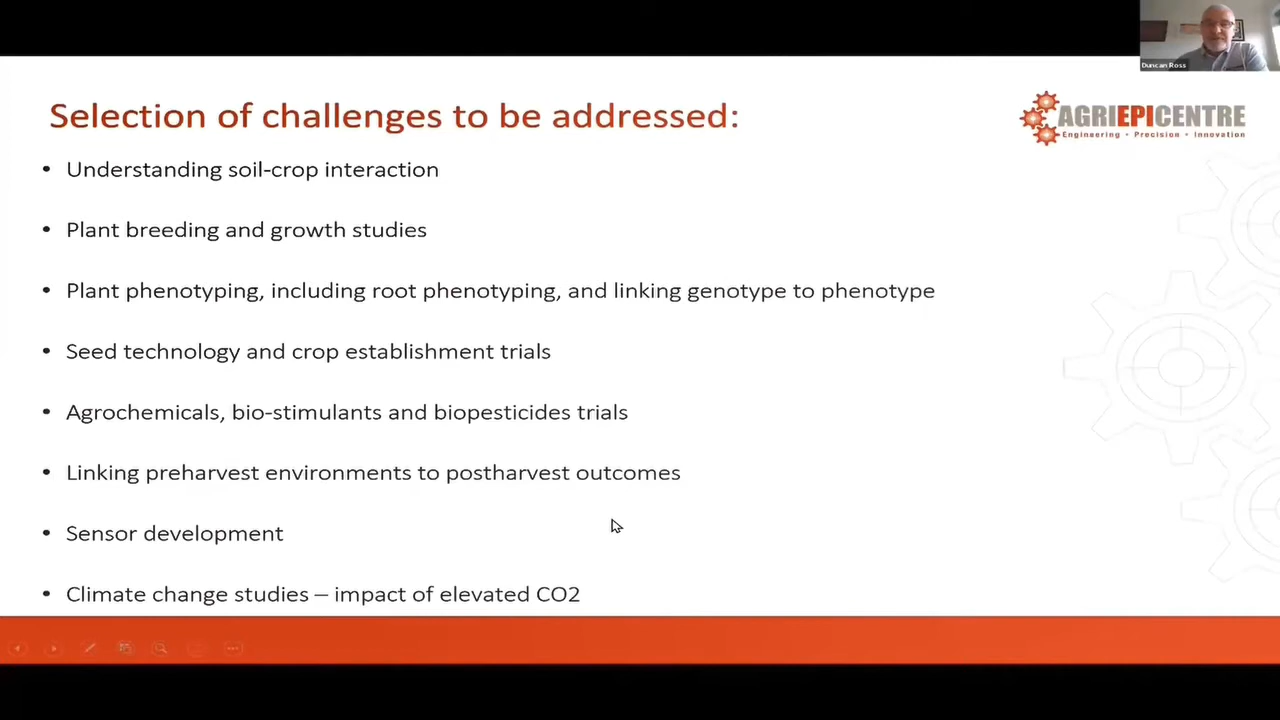 Duncan Ross
Selection of challenges to be addressed:
AGRIEPICENTRE
Engineering • Precision • Innovation
• Understanding soil-crop interaction
• Plant breeding and growth studies
• Plant phenotyping, including root phenotyping, and linking genotype to phenotype
• Seed technology and crop establishment trials
• Agrochemicals, bio-stimulants and biopesticides trials
• Linking preharvest environments to postharvest outcomes
• Sensor development
• Climate change studies – impact of elevated CO2